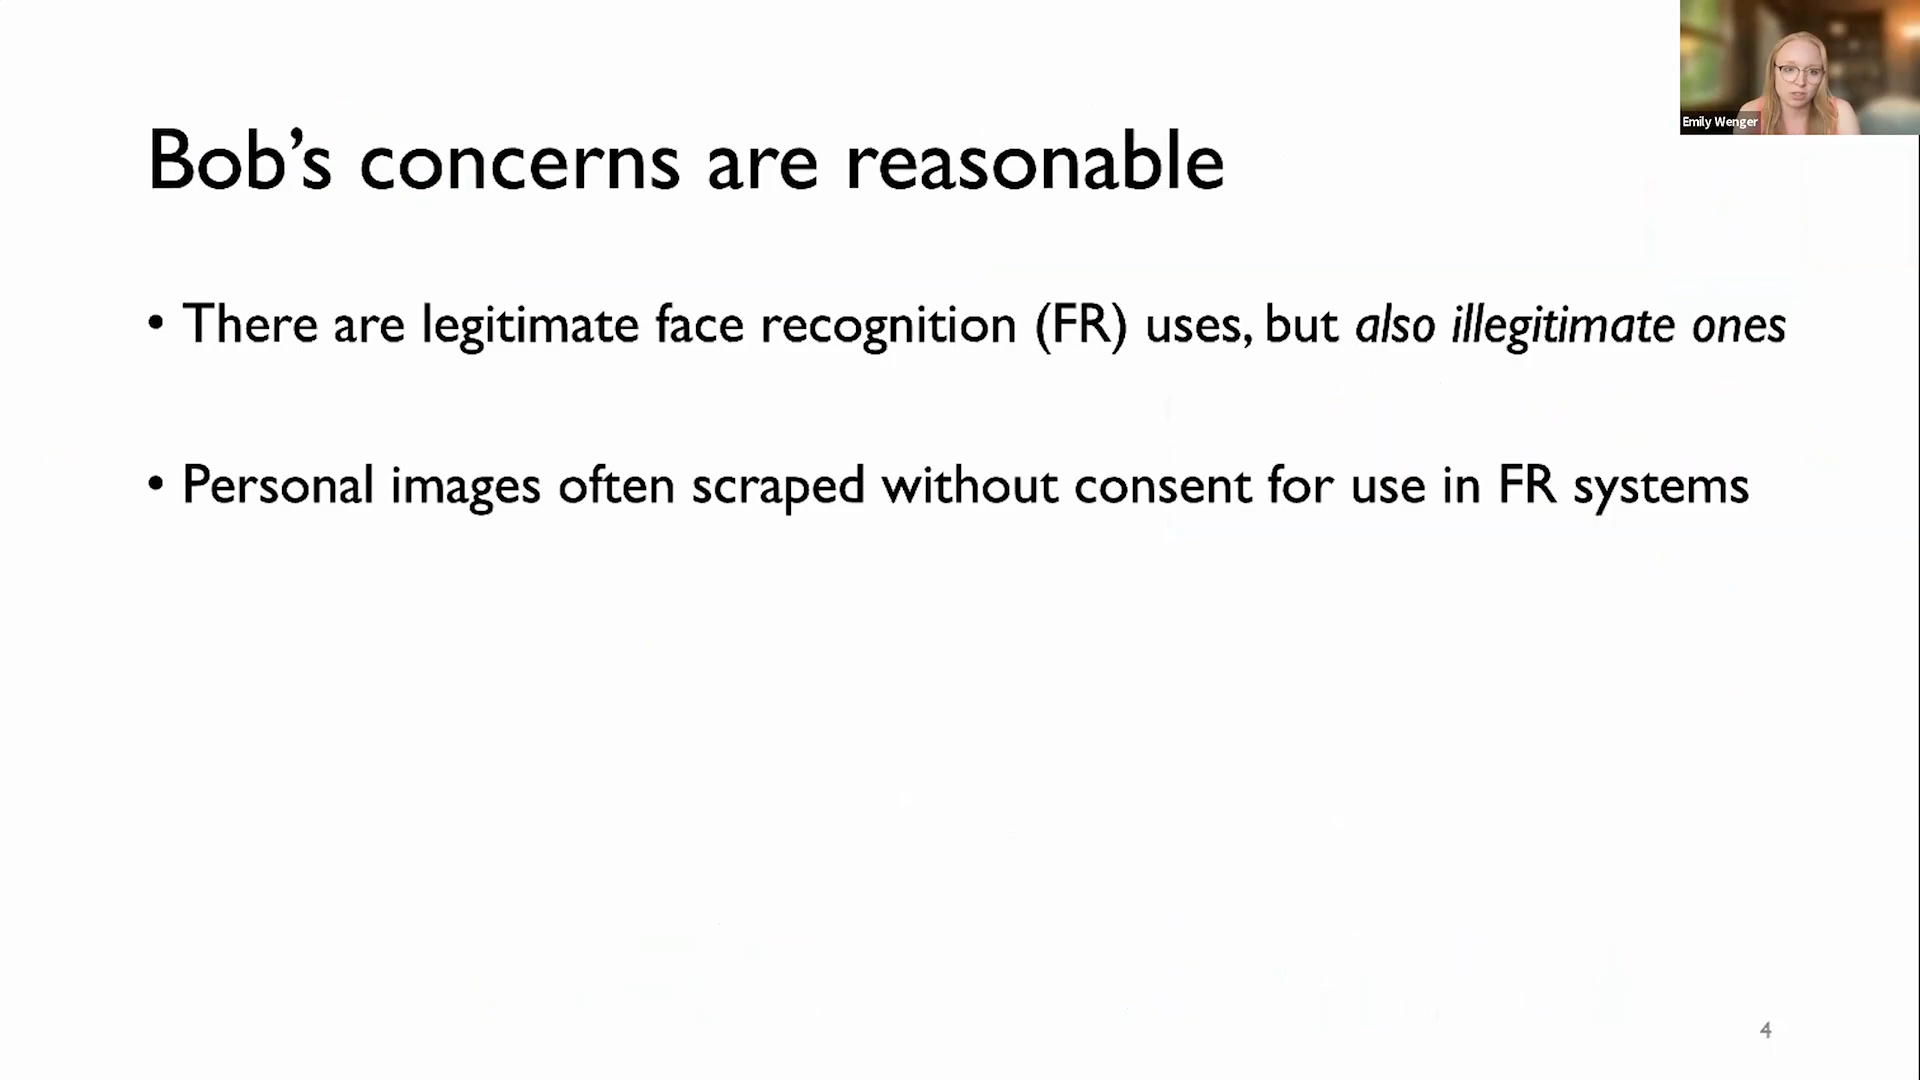 Emily Wenger
Bob’s concerns are reasonable
• There are legitimate face recognition (FR) uses, but also illegitimate ones
• Personal images often scraped without consent for use in FR systems
4